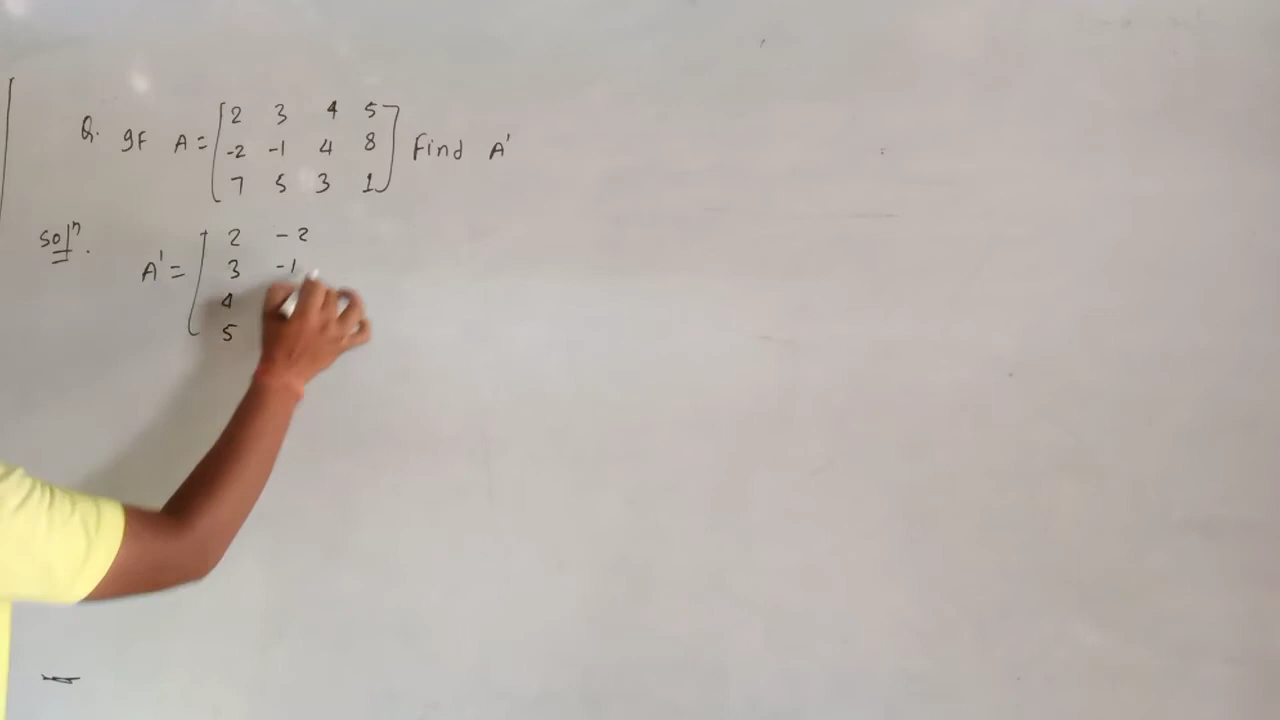 Q. If A = [2 3 4 5
-2 -1 4 8
7 5 3 1] Find A'
Solⁿ.
A' = [2 -2
3 -1
4
5